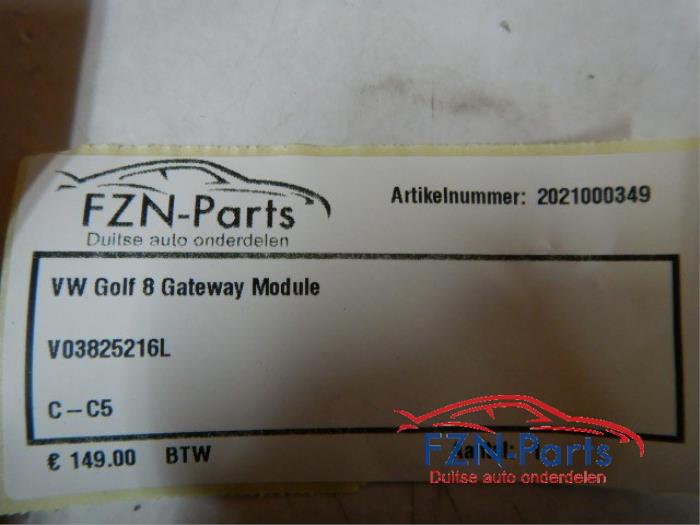 FZN-Parts
Duitse auto onderdelen
Artikelnummer: 2021000349
VW Golf 8 Gateway Module
V03825216L
C-C5
€ 149.00 BTW
FZN-Parts
Duitse auto onderdelen